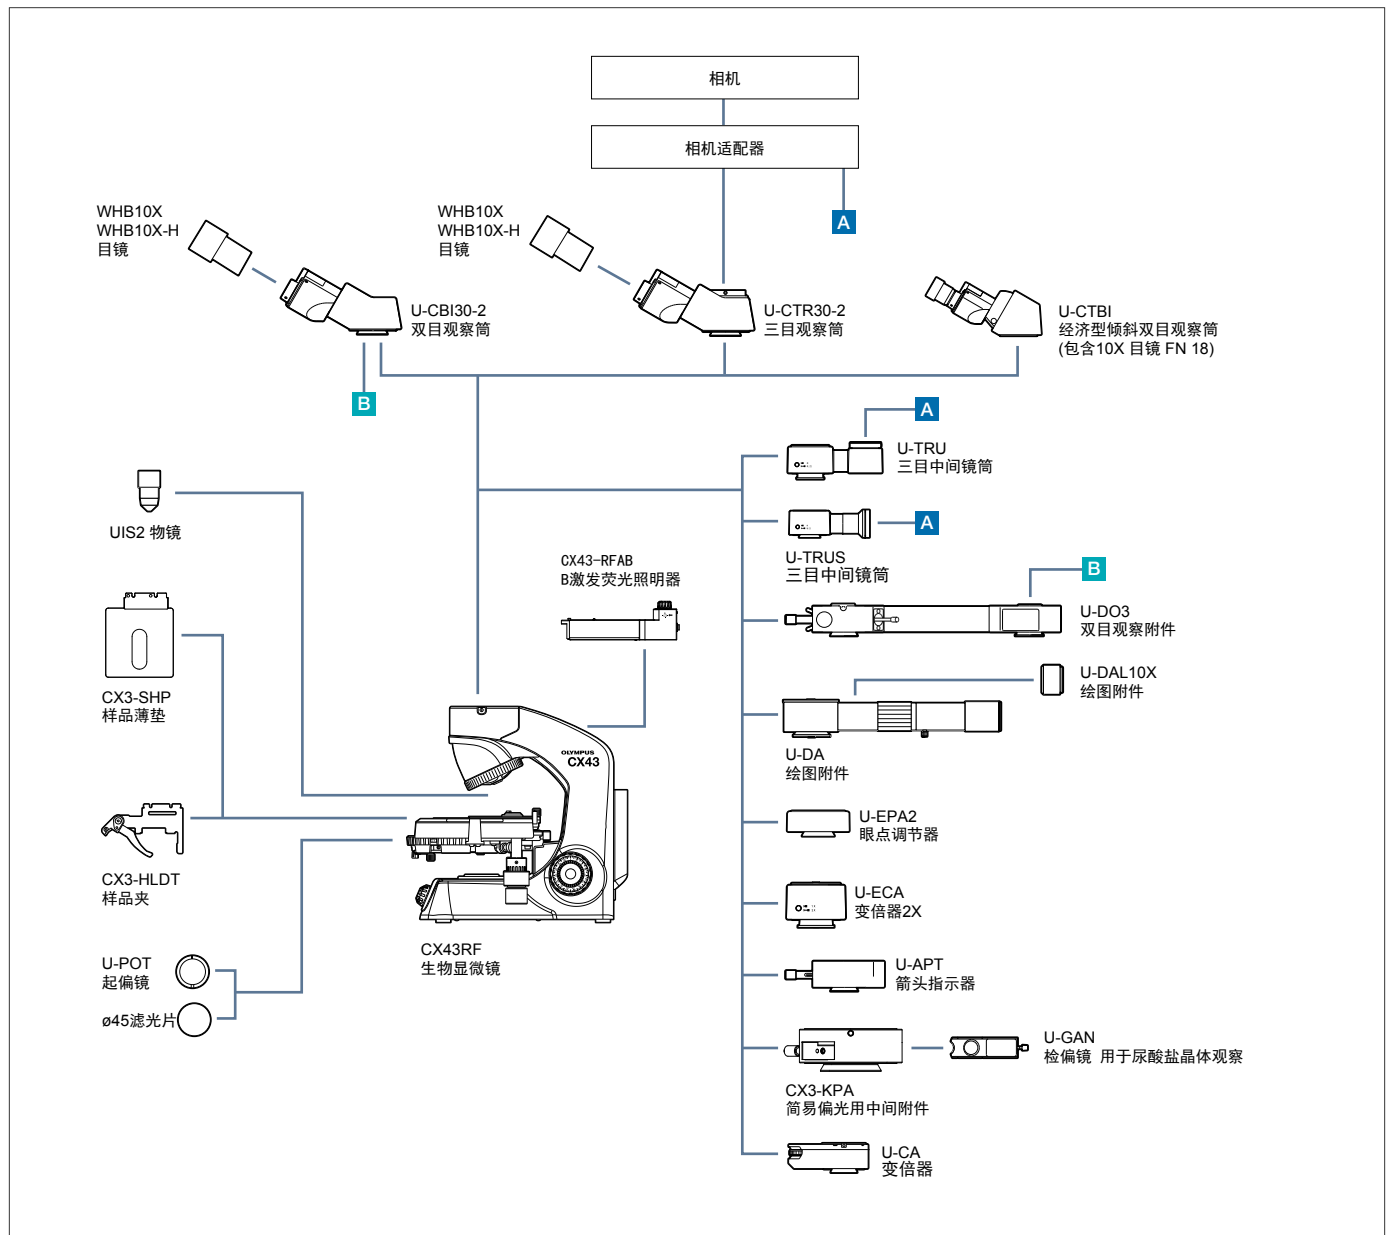 相机
相机适配器
A
WHB10X
WHB10X-H
目镜
WHB10X
WHB10X-H
目镜
U-CBI30-2
双目观察筒
U-CTR30-2
三目观察筒
U-CTBI
经济型倾斜双目观察筒
(包含10X 目镜 FN 18)
B
A
U-TRU
三目中间镜筒
UIS2 物镜
A
U-TRUS
三目中间镜筒
CX43-RFAB
B激发荧光照明器
B
U-DO3
双目观察附件
U-DAL10X
绘图附件
CX3-SHP
样品薄垫
U-DA
绘图附件
OLYMPUS
CX43
U-EPA2
眼点调节器
CX3-HLDT
样品夹
U-ECA
变倍器2X
CX43RF
生物显微镜
U-POT
起偏镜
U-APT
箭头指示器
ø45滤光片
U-GAN
检偏镜 用于尿酸盐晶体观察
CX3-KPA
简易偏光用中间附件
U-CA
变倍器